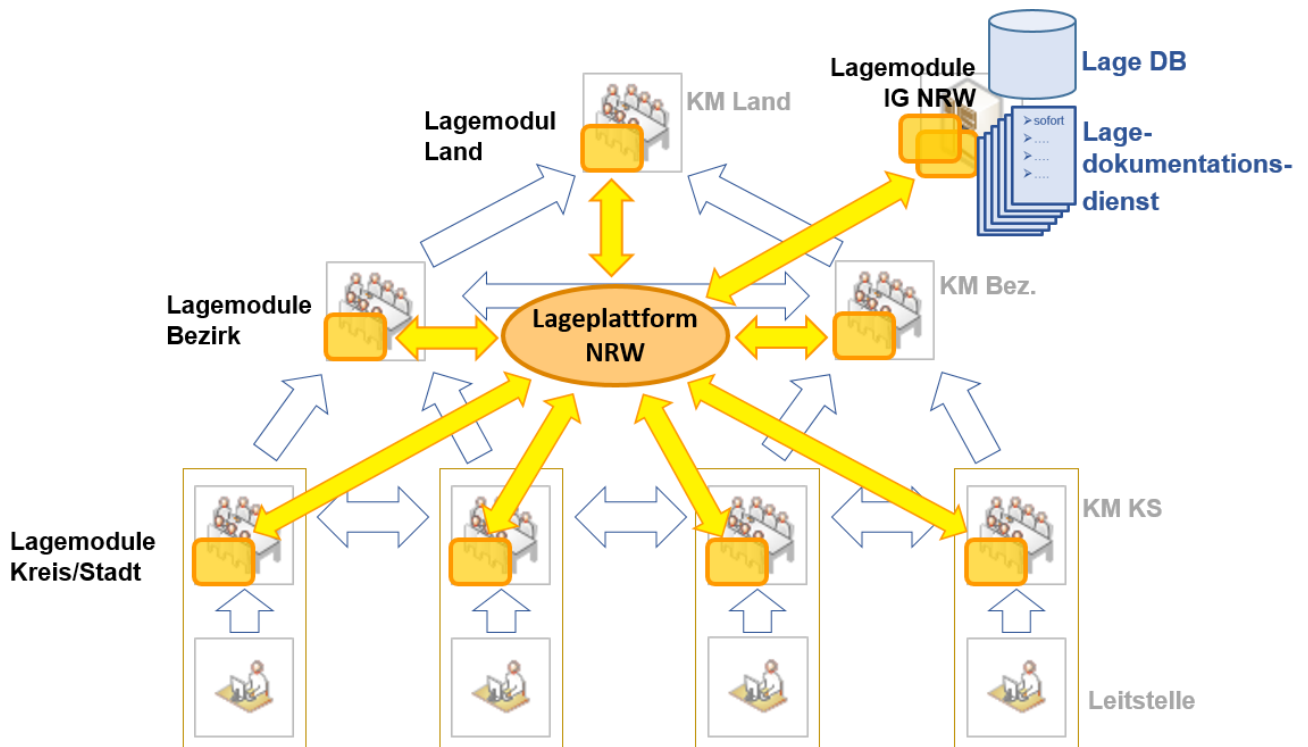 Lagemodule
IG NRW
Lage DB
KM Land
Lagemodul
Land
➢sofort
➢....
➢....
➢....
Lage-
dokumentations-
dienst
Lagemodule
Bezirk
Lageplattform
NRW
KM Bez.
Lagemodule
Kreis/Stadt
KM KS
Leitstelle